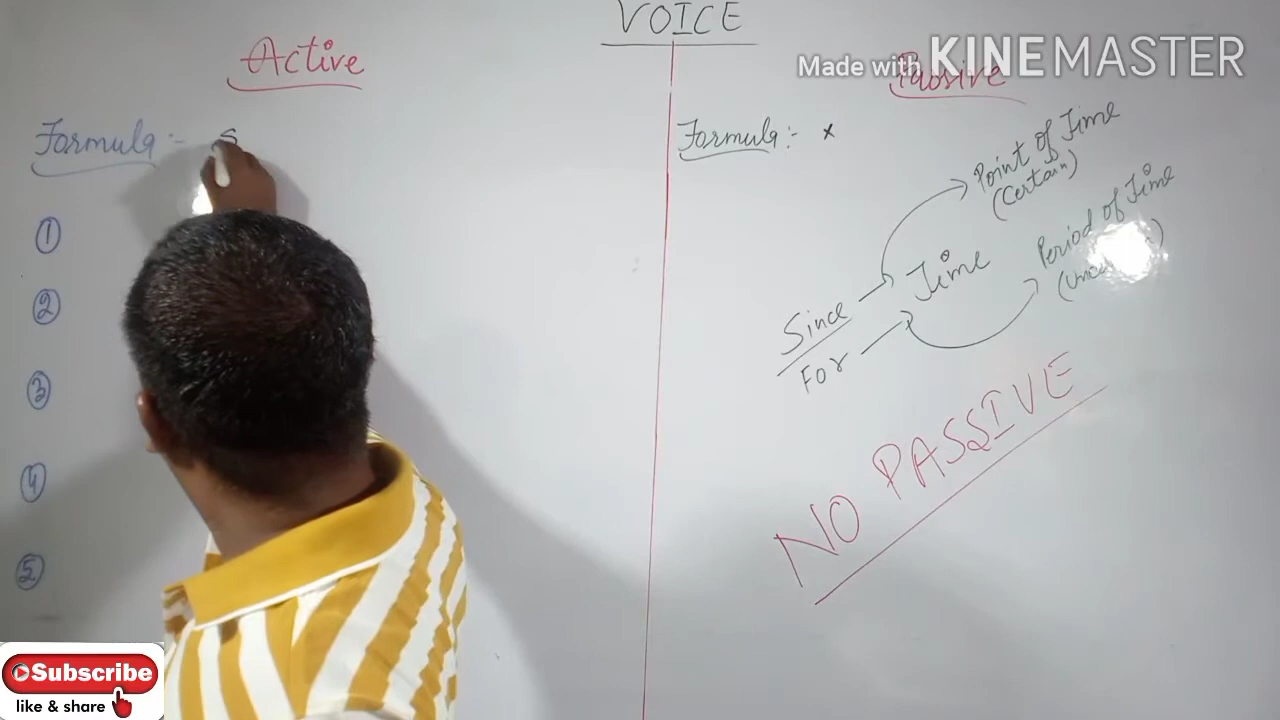 VOICE
Active
Passive
Made with KINEMASTER
Formula :- S
Formula :- x
Point of Time
(Certain)
Period of Time
Since
Time
For
NO PASSIVE
1
2
3
4
5
Subscribe
like & share